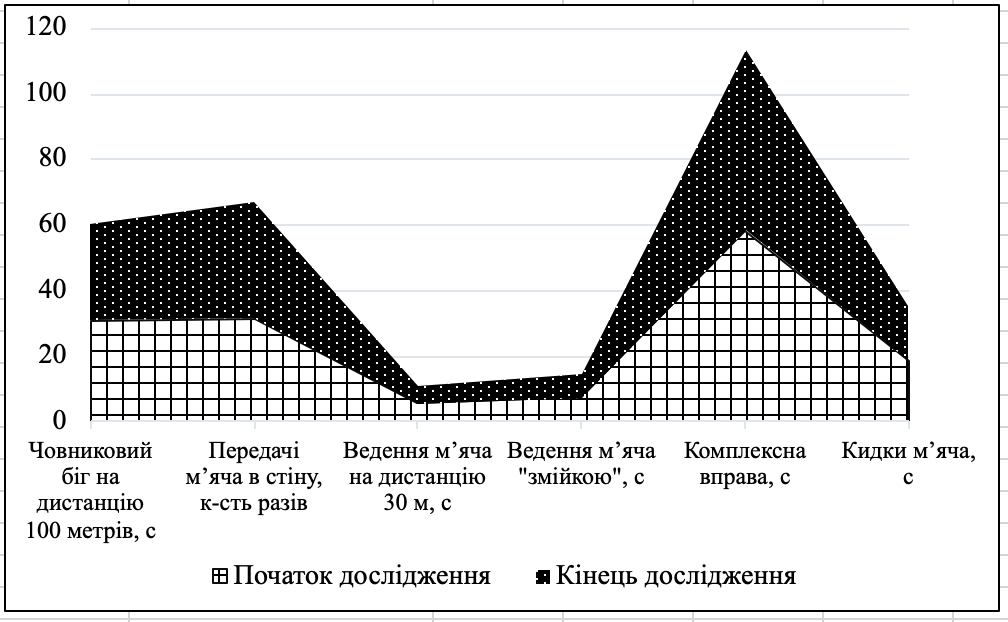 120
100
80
60
40
20
0
Човниковий біг на дистанцію 100 метрів, с
Передачі м’яча в стіну, к-сть разів
Ведення м’яча на дистанцію 30 м, с
Ведення м’яча "змійкою", с
Комплексна вправа, с
Кидки м’яча, с
Початок дослідження
Кінець дослідження